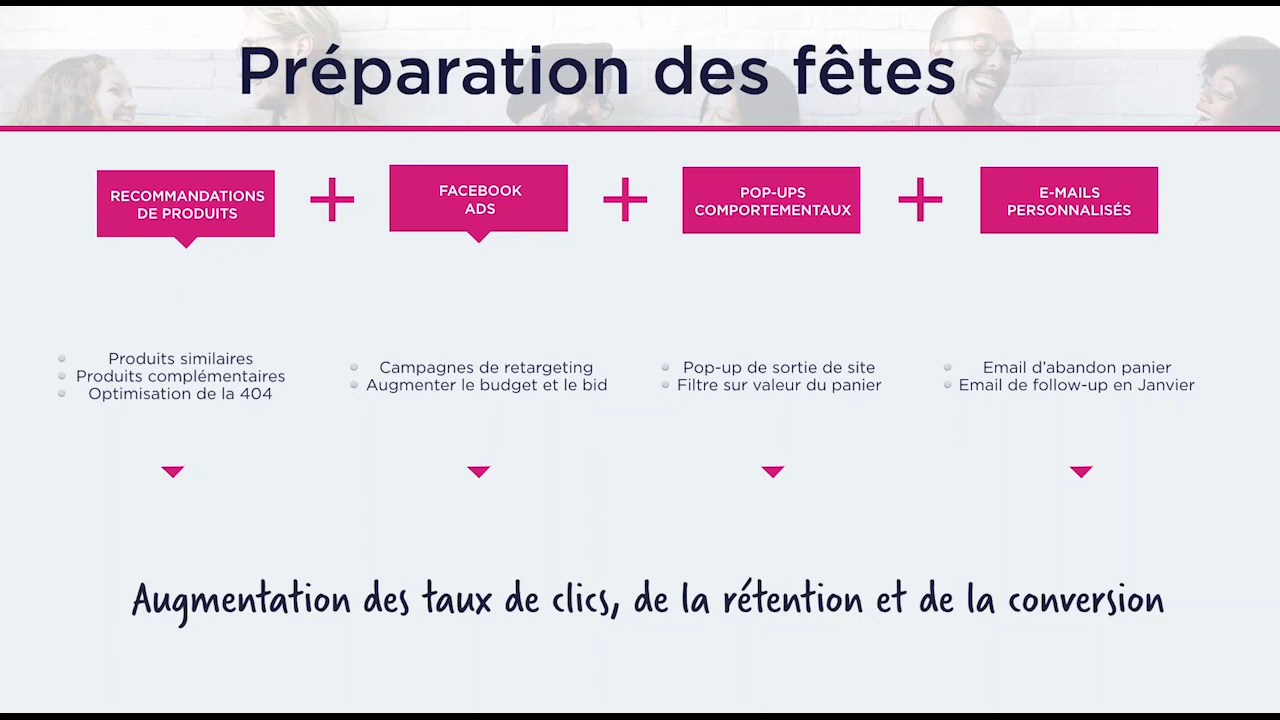 Préparation des fêtes
RECOMMANDATIONS
DE PRODUITS
FACEBOOK
ADS
POP-UPS
COMPORTEMENTAUX
E-MAILS
PERSONNALISÉS
Produits similaires
Produits complémentaires
Optimisation de la 404
Campagnes de retargeting
Augmenter le budget et le bid
Pop-up de sortie de site
Filtre sur valeur du panier
Email d’abandon panier
Email de follow-up en Janvier
Augmentation des taux de clics, de la rétention et de la conversion